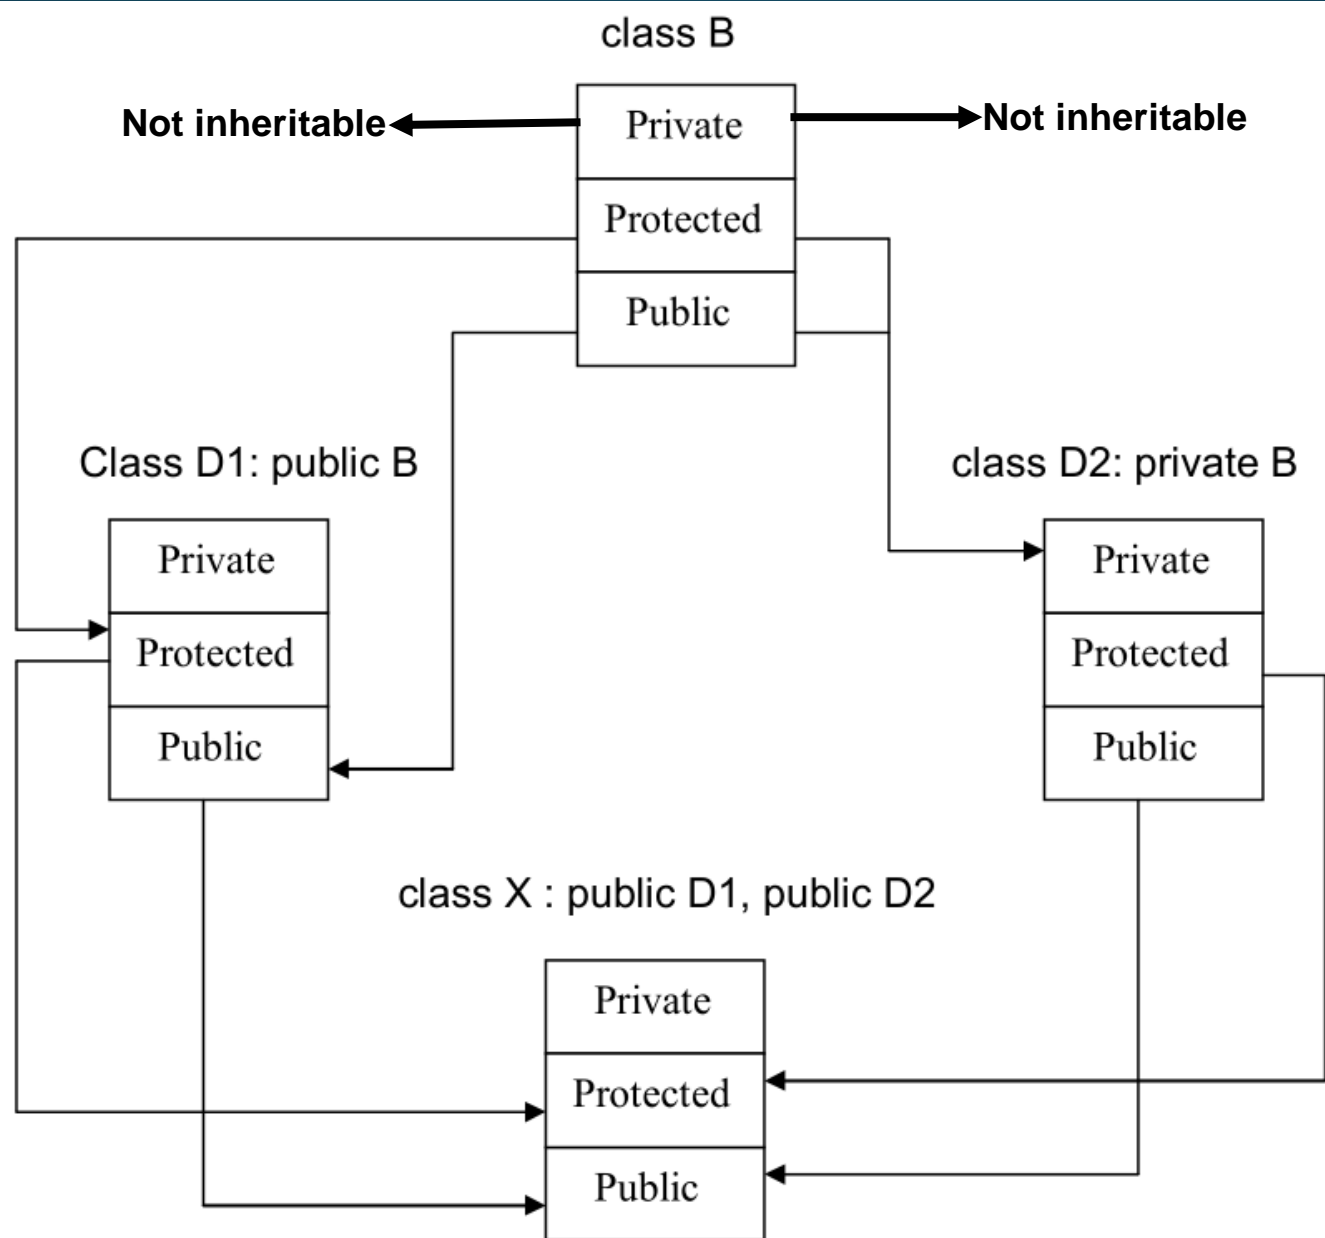 class B
Not inheritable
Private
Not inheritable
Protected
Public
Class D1: public B
class D2: private B
Private
Protected
Public
Private
Protected
Public
class X : public D1, public D2
Private
Protected
Public